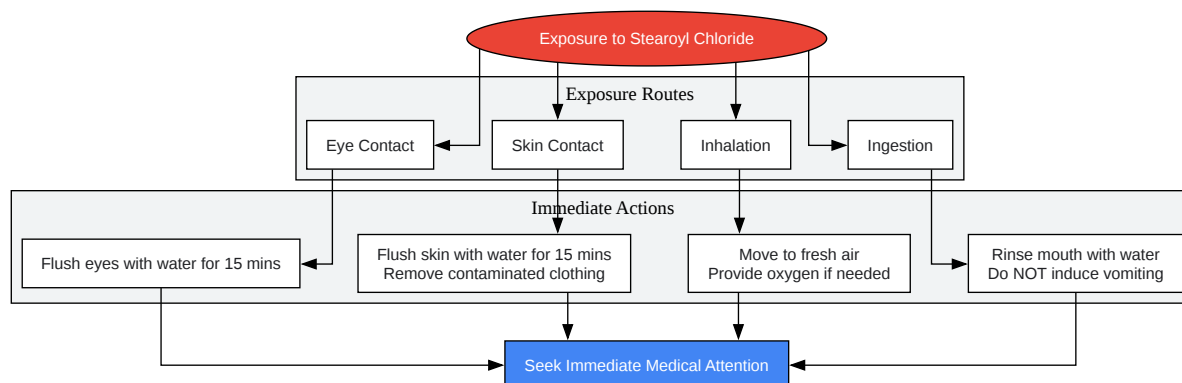 Exposure to Stearoyl Chloride
Exposure Routes
Eye Contact
Skin Contact
Inhalation
Ingestion
Immediate Actions
Flush eyes with water for 15 mins
Flush skin with water for 15 mins
Remove contaminated clothing
Move to fresh air
Provide oxygen if needed
Rinse mouth with water
Do NOT induce vomiting
Seek Immediate Medical Attention